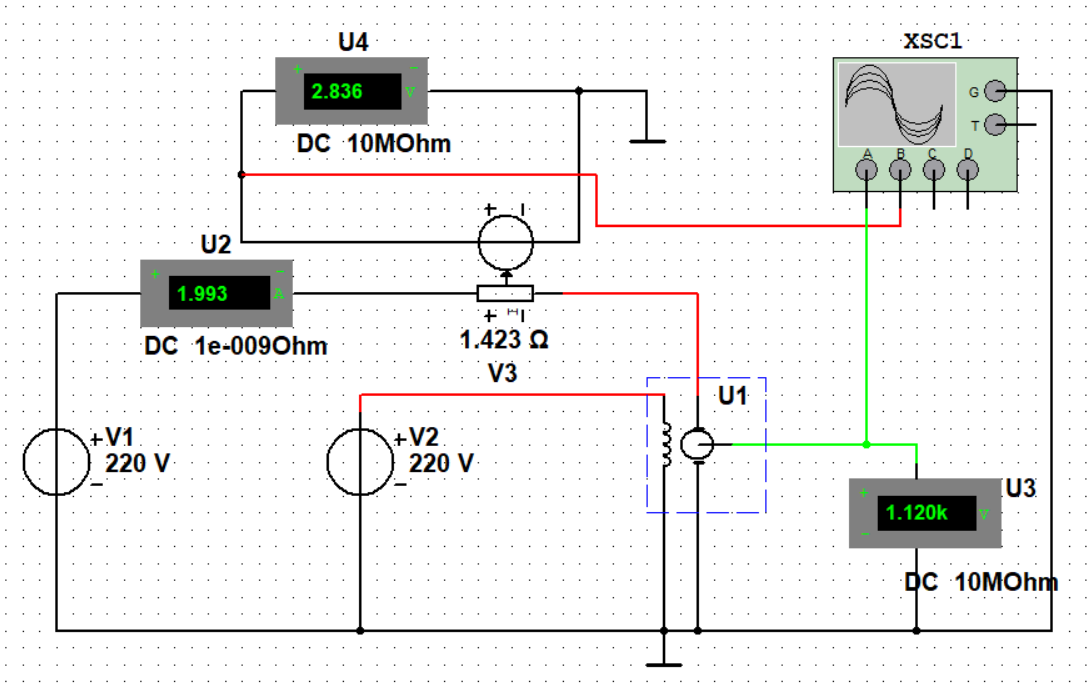 U4
XSC1
+ −
2.836 V
G
T
DC 10MOhm
A B C D
+ −
U2
+ −
1.993 A
+ −
DC 1e-009Ohm
1.423 Ω
V3
U1
+ V1
220 V
−
+ V2
220 V
−
U3
+
1.120k V
−
DC 10MOhm